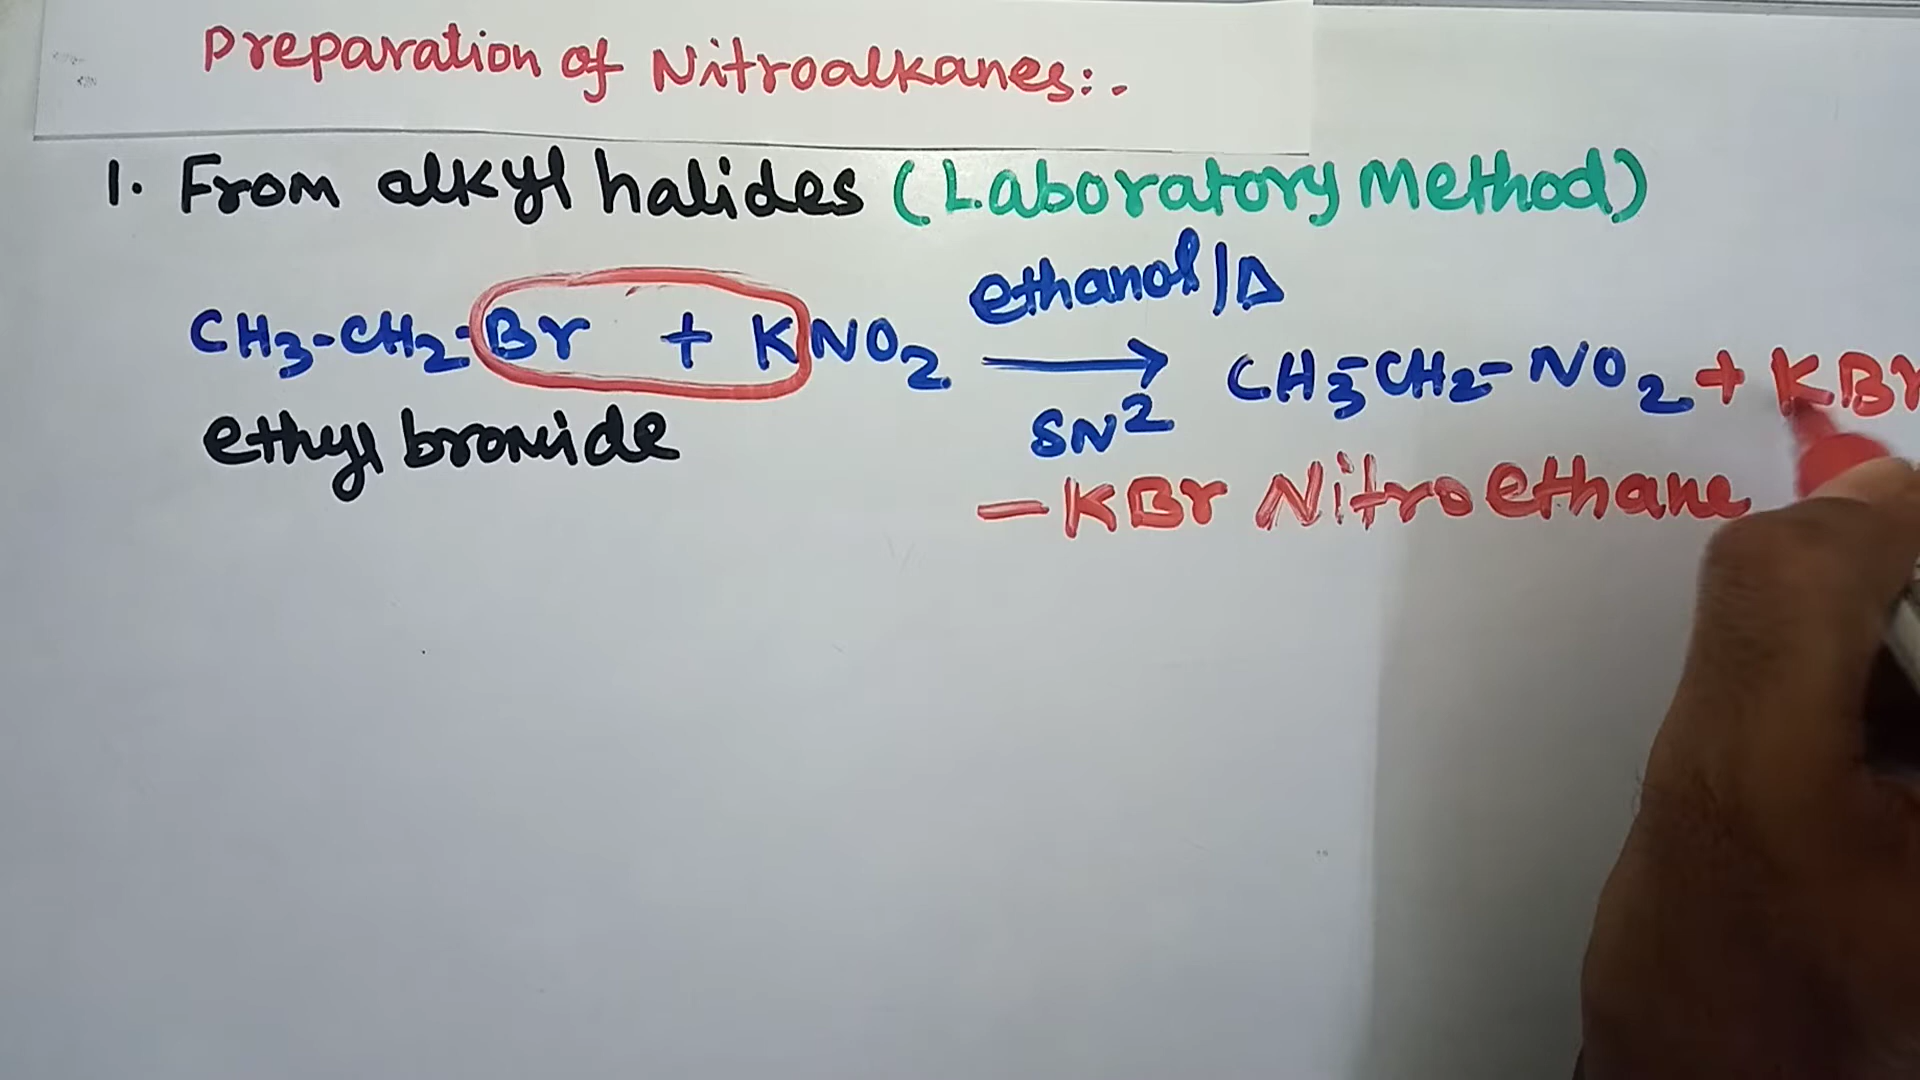 Preparation of Nitroalkanes:-
1. From alkyl halides (Laboratory Method)
ethanol/Δ
CH3-CH2-Br + KNO2 → CH3-CH2-NO2 + KBr
SN2
ethyl bromide
- KBr Nitroethane